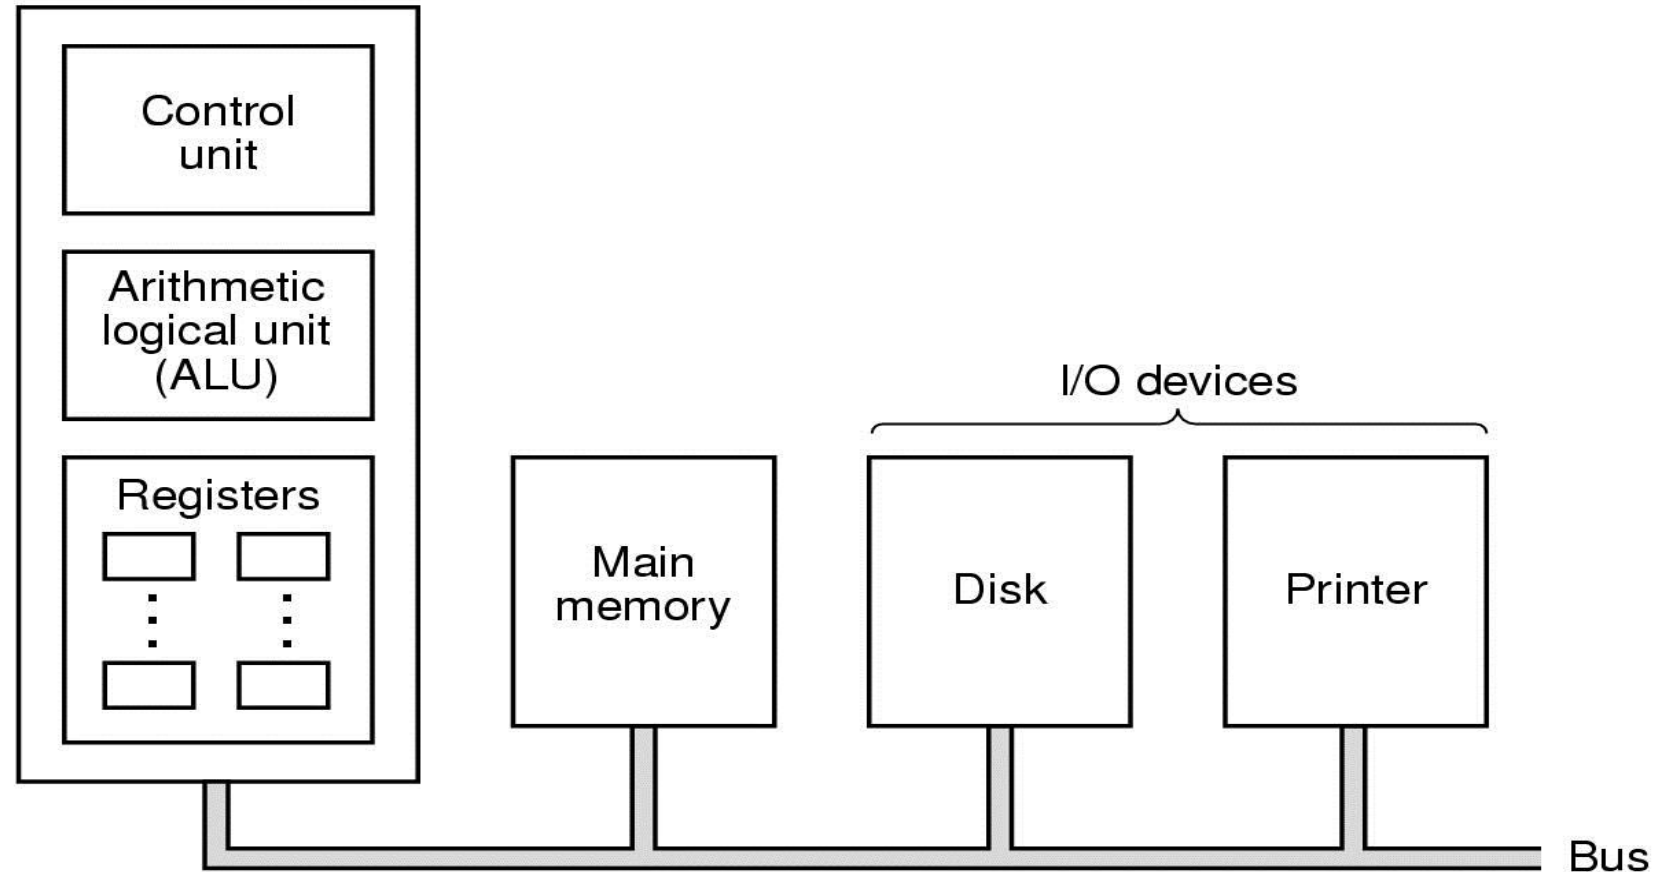 Control
unit
Arithmetic
logical unit
(ALU)
Registers
I/O devices
Main
memory
Disk
Printer
Bus